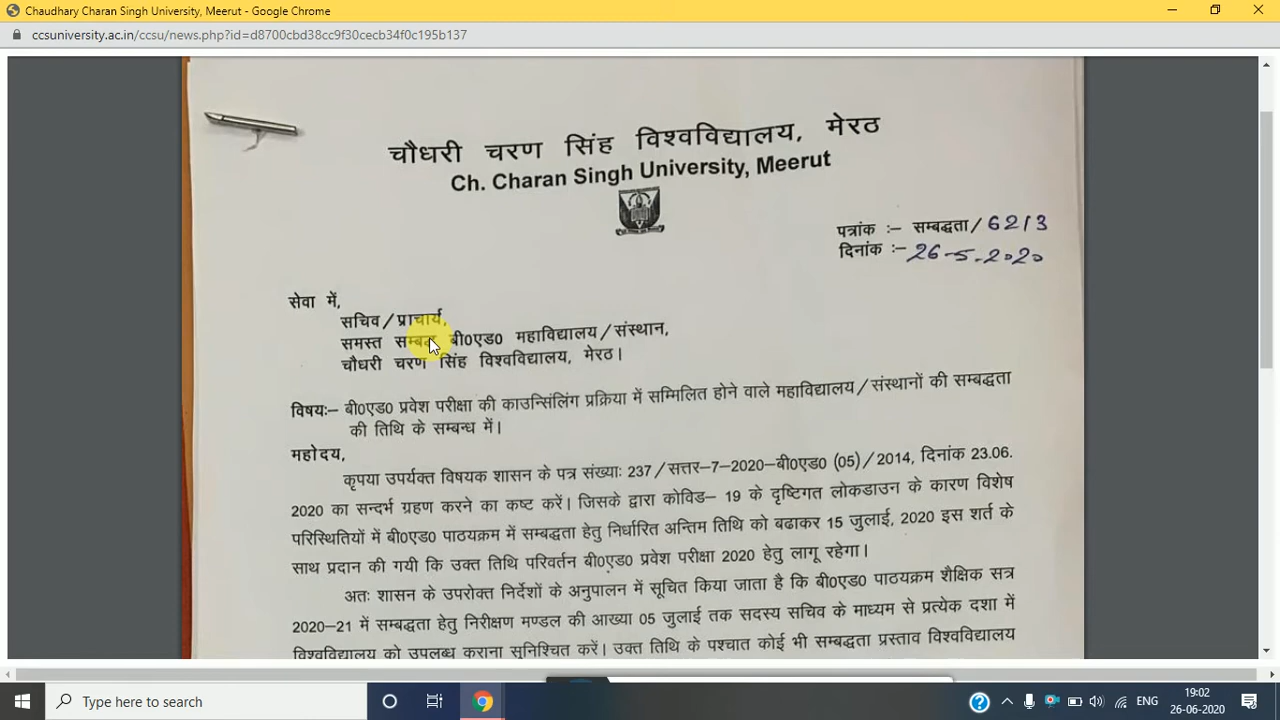 Chaudhary Charan Singh University, Meerut - Google Chrome
ccsuniversity.ac.in/ccsu/news.php?id=d8700cbd38cc9f30cecb34f0c195b137
चौधरी चरण सिंह विश्वविद्यालय, मेरठ
Ch. Charan Singh University, Meerut
पत्रांक :– सम्बद्धता/6213
दिनांक :– 26-5-2020
सेवा में,
सचिव/प्राचार्य,
समस्त सम्बद्ध बी0एड0 महाविद्यालय/संस्थान,
चौधरी चरण सिंह विश्वविद्यालय, मेरठ।
विषयः– बी0एड0 प्रवेश परीक्षा की काउन्सिलिंग प्रक्रिया में सम्मिलित होने वाले महाविद्यालय/संस्थानों की सम्बद्धता
की तिथि के सम्बन्ध में।
महोदय,
कृपया उपर्यक्त विषयक शासन के पत्र संख्याः 237/सत्तर–7–2020–बी0एड0 (05)/2014, दिनांक 23.06.
2020 का सन्दर्भ ग्रहण करने का कष्ट करें। जिसके द्वारा कोविड– 19 के दृष्टिगत लोकडाउन के कारण विशेष
परिस्थितियों में बी0एड0 पाठयक्रम में सम्बद्धता हेतु निर्धारित अन्तिम तिथि को बढाकर 15 जुलाई, 2020 इस शर्त के
साथ प्रदान की गयी कि उक्त तिथि परिवर्तन बी0एड0 प्रवेश परीक्षा 2020 हेतु लागू रहेगा।
अतः शासन के उपरोक्त निर्देशों के अनुपालन में सूचित किया जाता है कि बी0एड0 पाठयक्रम शैक्षिक सत्र
2020–21 में सम्बद्धता हेतु निरीक्षण मण्डल की आख्या 05 जुलाई तक सदस्य सचिव के माध्यम से प्रत्येक दशा में
विश्वविद्यालय को उपलब्ध कराना सुनिश्चित करें। उक्त तिथि के पश्चात कोई भी सम्बद्धता प्रस्ताव विश्वविद्यालय
Type here to search
ENG
19:02
26-06-2020